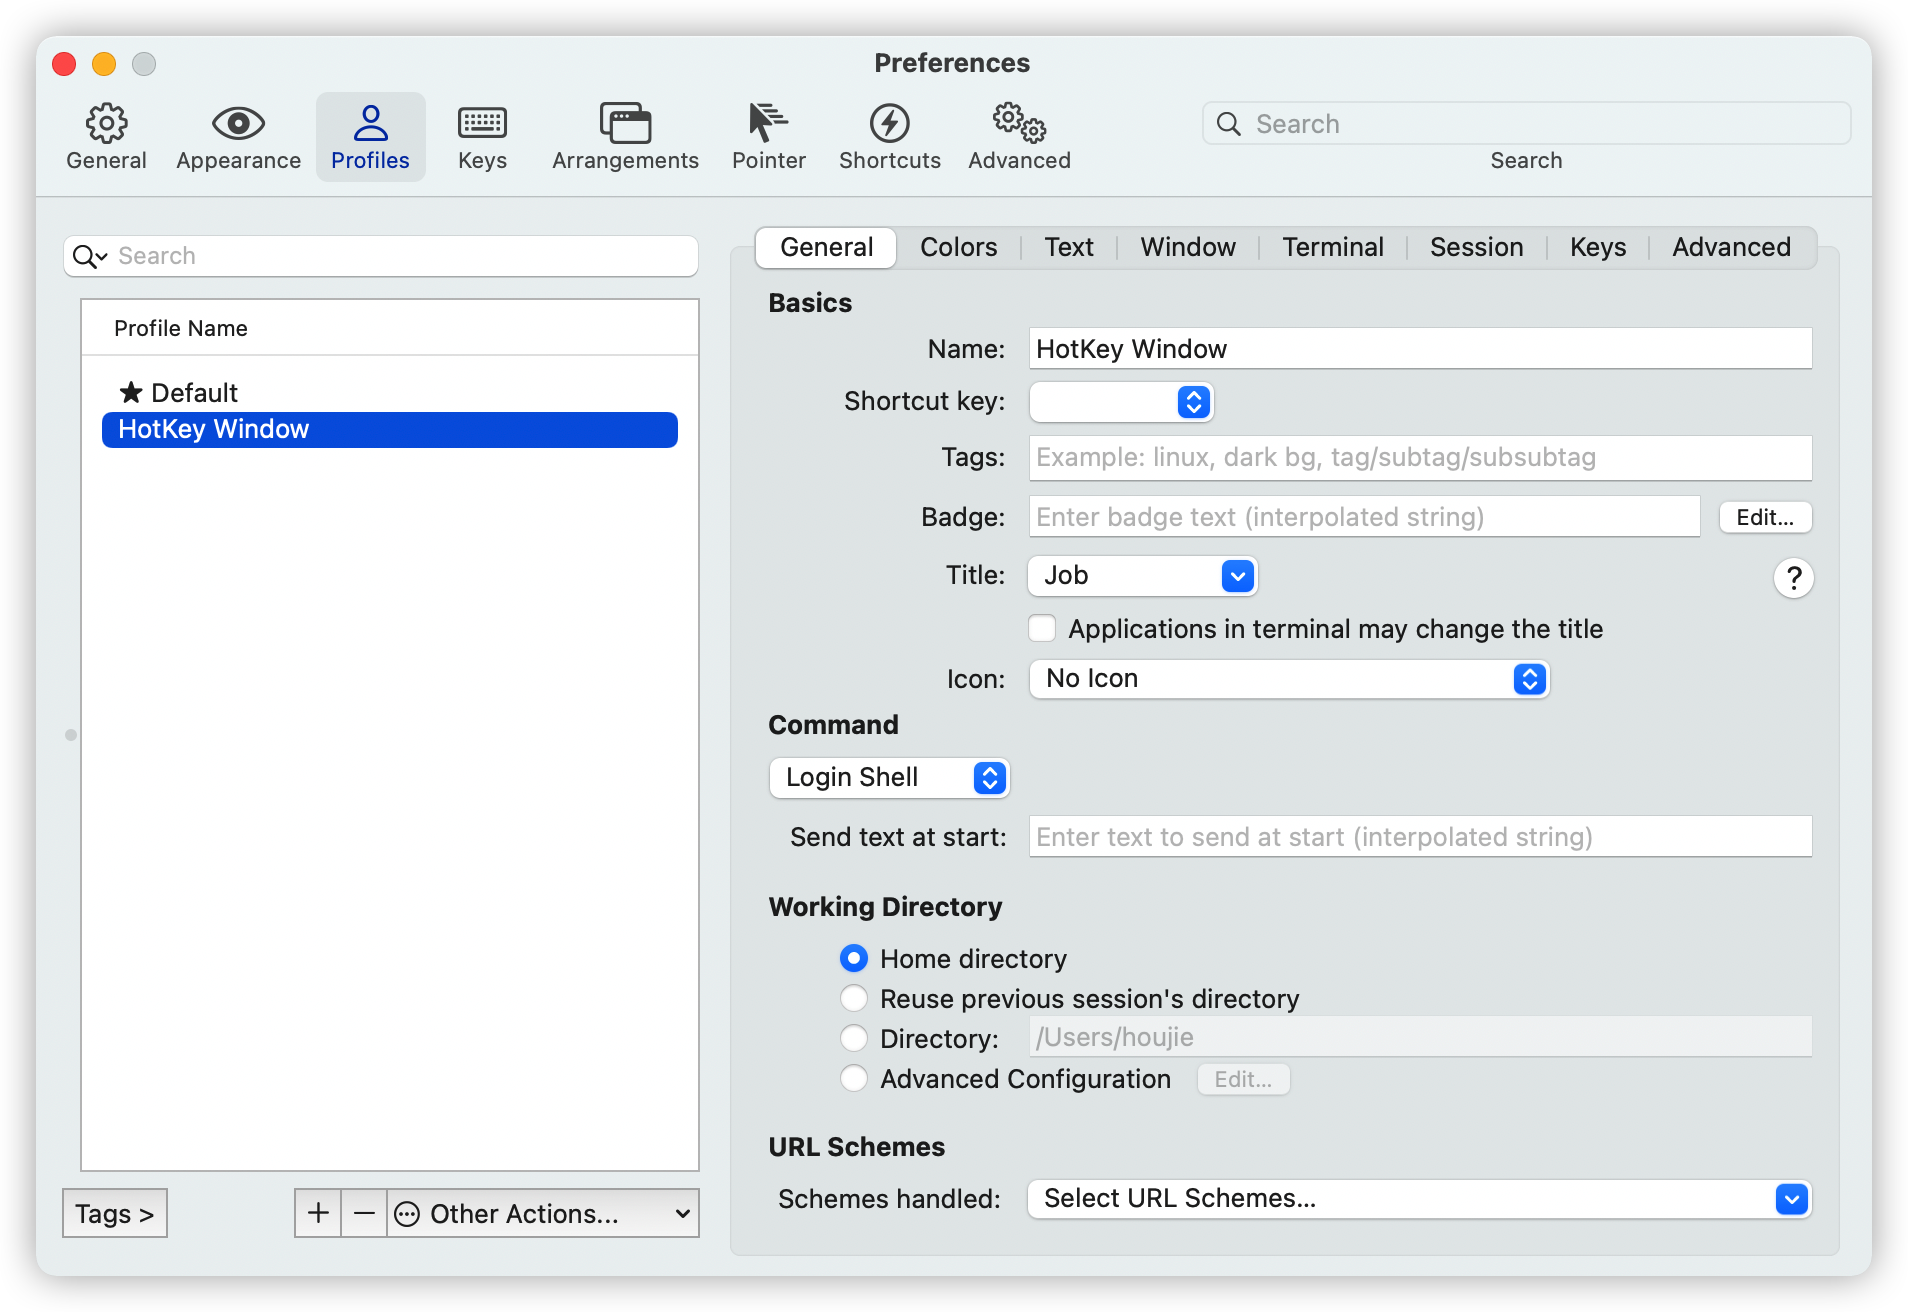 Preferences
General Appearance Profiles Keys Arrangements Pointer Shortcuts Advanced
Search
Search
Search
Profile Name
★ Default
HotKey Window
Tags >
+ — Other Actions...
General Colors Text Window Terminal Session Keys Advanced
Basics
Name: HotKey Window
Shortcut key:
Tags: Example: linux, dark bg, tag/subtag/subsubtag
Badge: Enter badge text (interpolated string) Edit...
Title: Job ?
Applications in terminal may change the title
Icon: No Icon
Command
Login Shell
Send text at start: Enter text to send at start (interpolated string)
Working Directory
Home directory
Reuse previous session's directory
Directory: /Users/houjie
Advanced Configuration Edit...
URL Schemes
Schemes handled: Select URL Schemes...